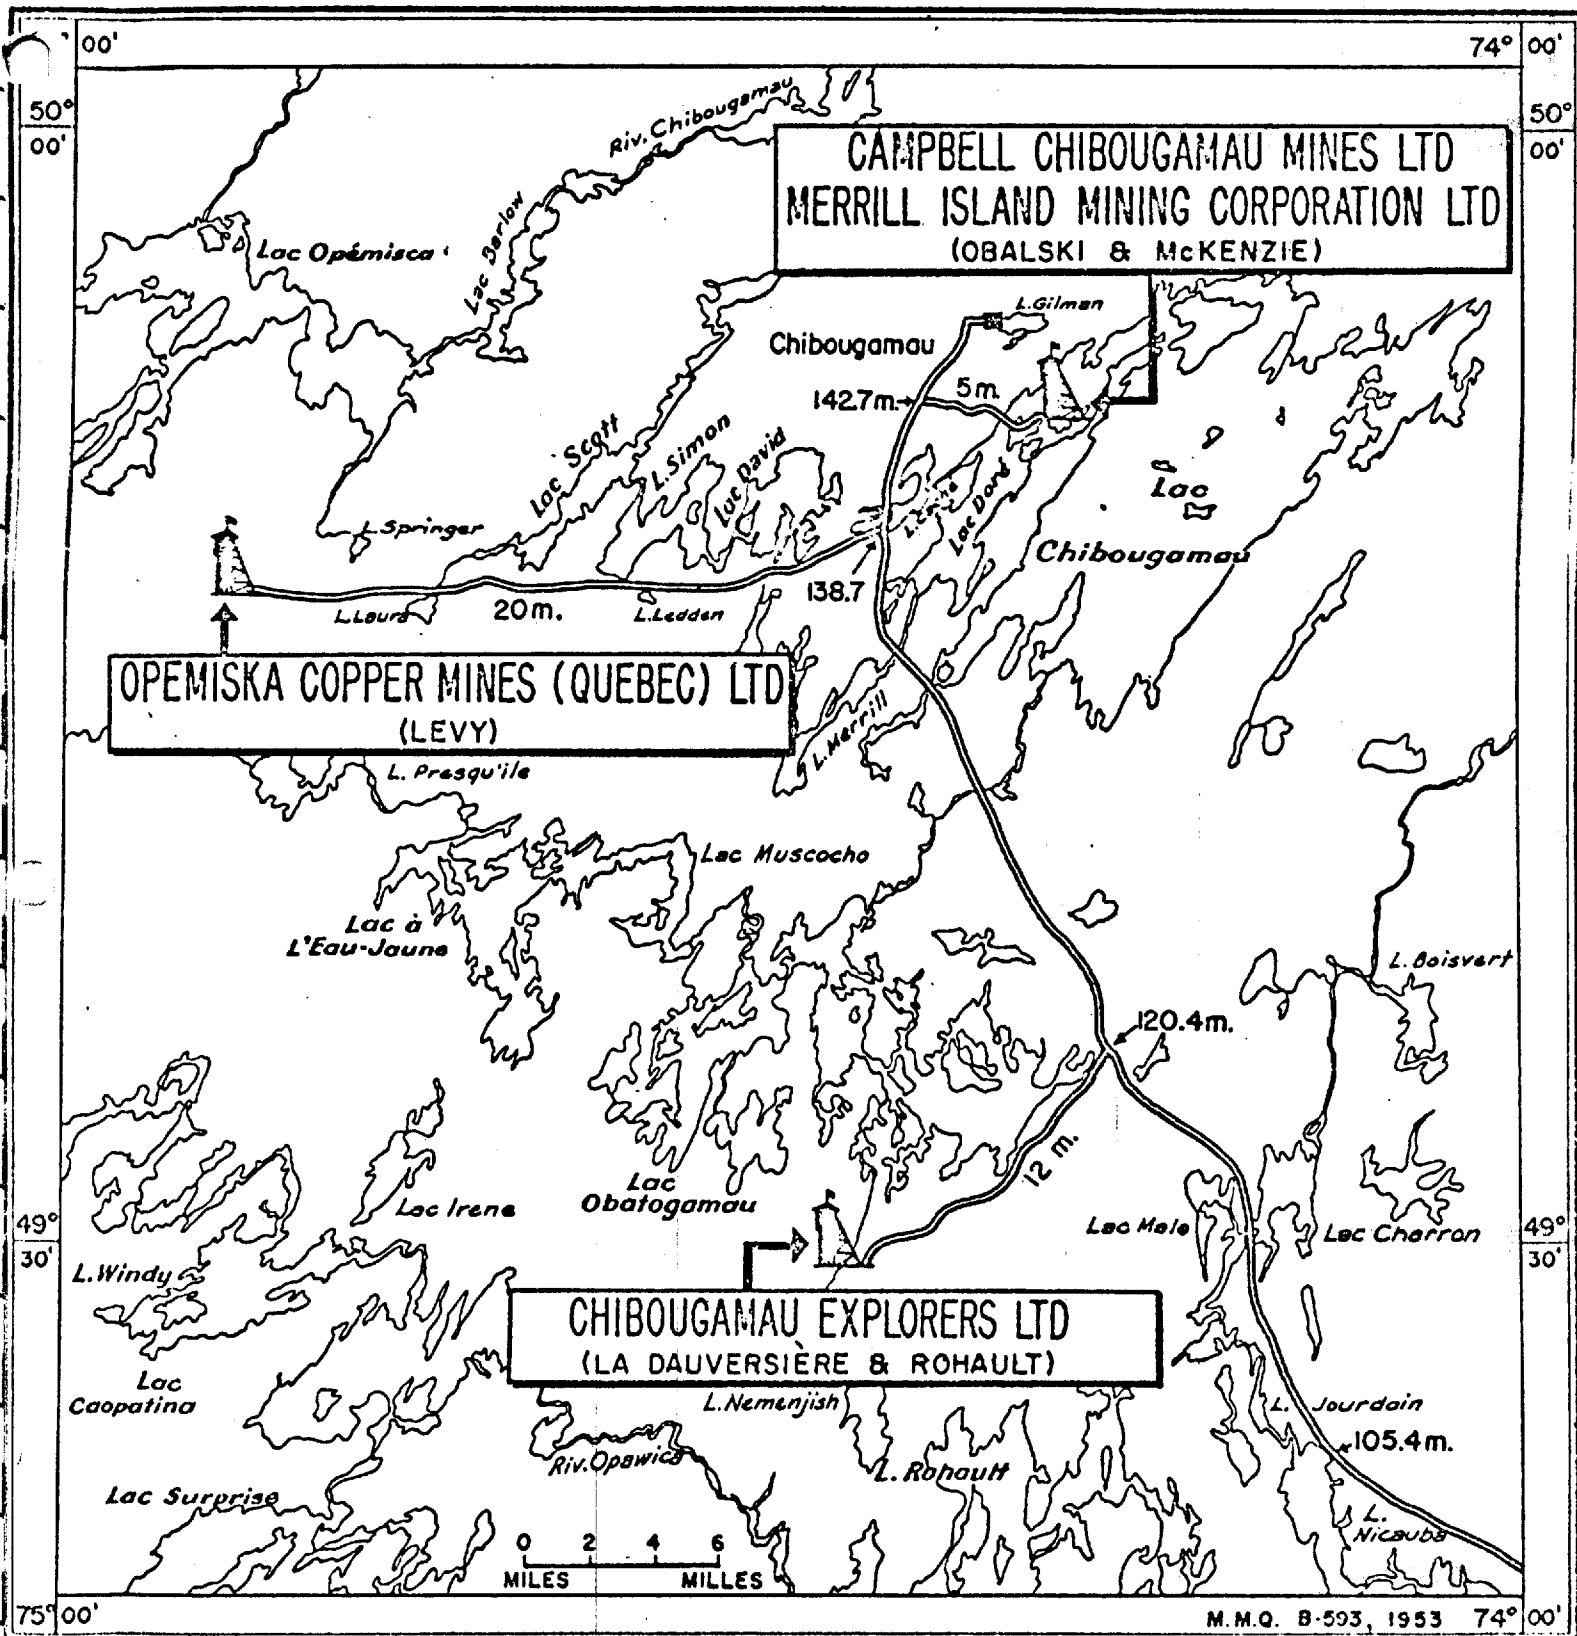 00'
74° 00'
50°
00'
50°
00'
Riv. Chibougamau
CAMPBELL CHIBOUGAMAU MINES LTD
MERRILL ISLAND MINING CORPORATION LTD
(OBALSKI & McKENZIE)
Lac Barlow
Lac Opémisca
L. Gilman
Chibougamau
142.7m.
5m.
Lac Scott
L. Simon
Lac David
Lac Doré
Lac
Chibougamau
L. Springer
138.7
L. Laura
20m.
L. Ledden
OPEMISKA COPPER MINES (QUEBEC) LTD
(LEVY)
L. Merrill
L. Presqu'ile
Lac Muscocho
Lac à
L'Eau-Jaune
L. Boisvert
120.4m.
12 m.
Lac
Obatogamau
Lac Irene
Lac Male
Lac Charron
49°
30'
49°
30'
L. Windy
CHIBOUGAMAU EXPLORERS LTD
(LA DAUVERSIÈRE & ROHAULT)
Lac
Caopatina
L. Nemenjish
L. Jourdain
105.4m.
Riv. Opawica
L. Rohault
Lac Surprise
L.
Nicauba
0 2 4 6
MILES MILLES
75° 00'
M.M.Q. B-593, 1953 74° 00'